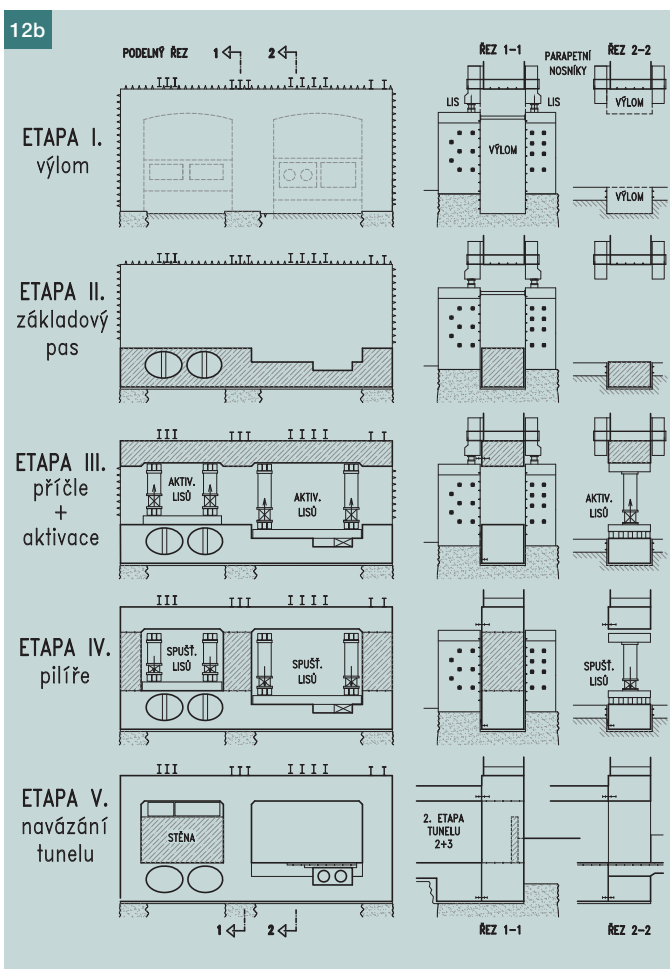 12b
PODELNÝ ŘEZ
1
2
ŘEZ 1-1
PARAPETNÍ
NOSNÍKY
ŘEZ 2-2
LIS
LIS
VÝLOM
VÝLOM
VÝLOM
ETAPA I.
výlom
ETAPA II.
základový
pas
ETAPA III.
příčle
+
aktivace
AKTIV.
LISŮ
AKTIV.
LISŮ
AKTIV.
LISŮ
ETAPA IV.
pilíře
SPUŠŤ.
LISŮ
SPUŠŤ.
LISŮ
SPUŠŤ.
LISŮ
ETAPA V.
navázání
tunelu
STĚNA
2. ETAPA
TUNELU
2+3
1
2
ŘEZ 1-1
ŘEZ 2-2